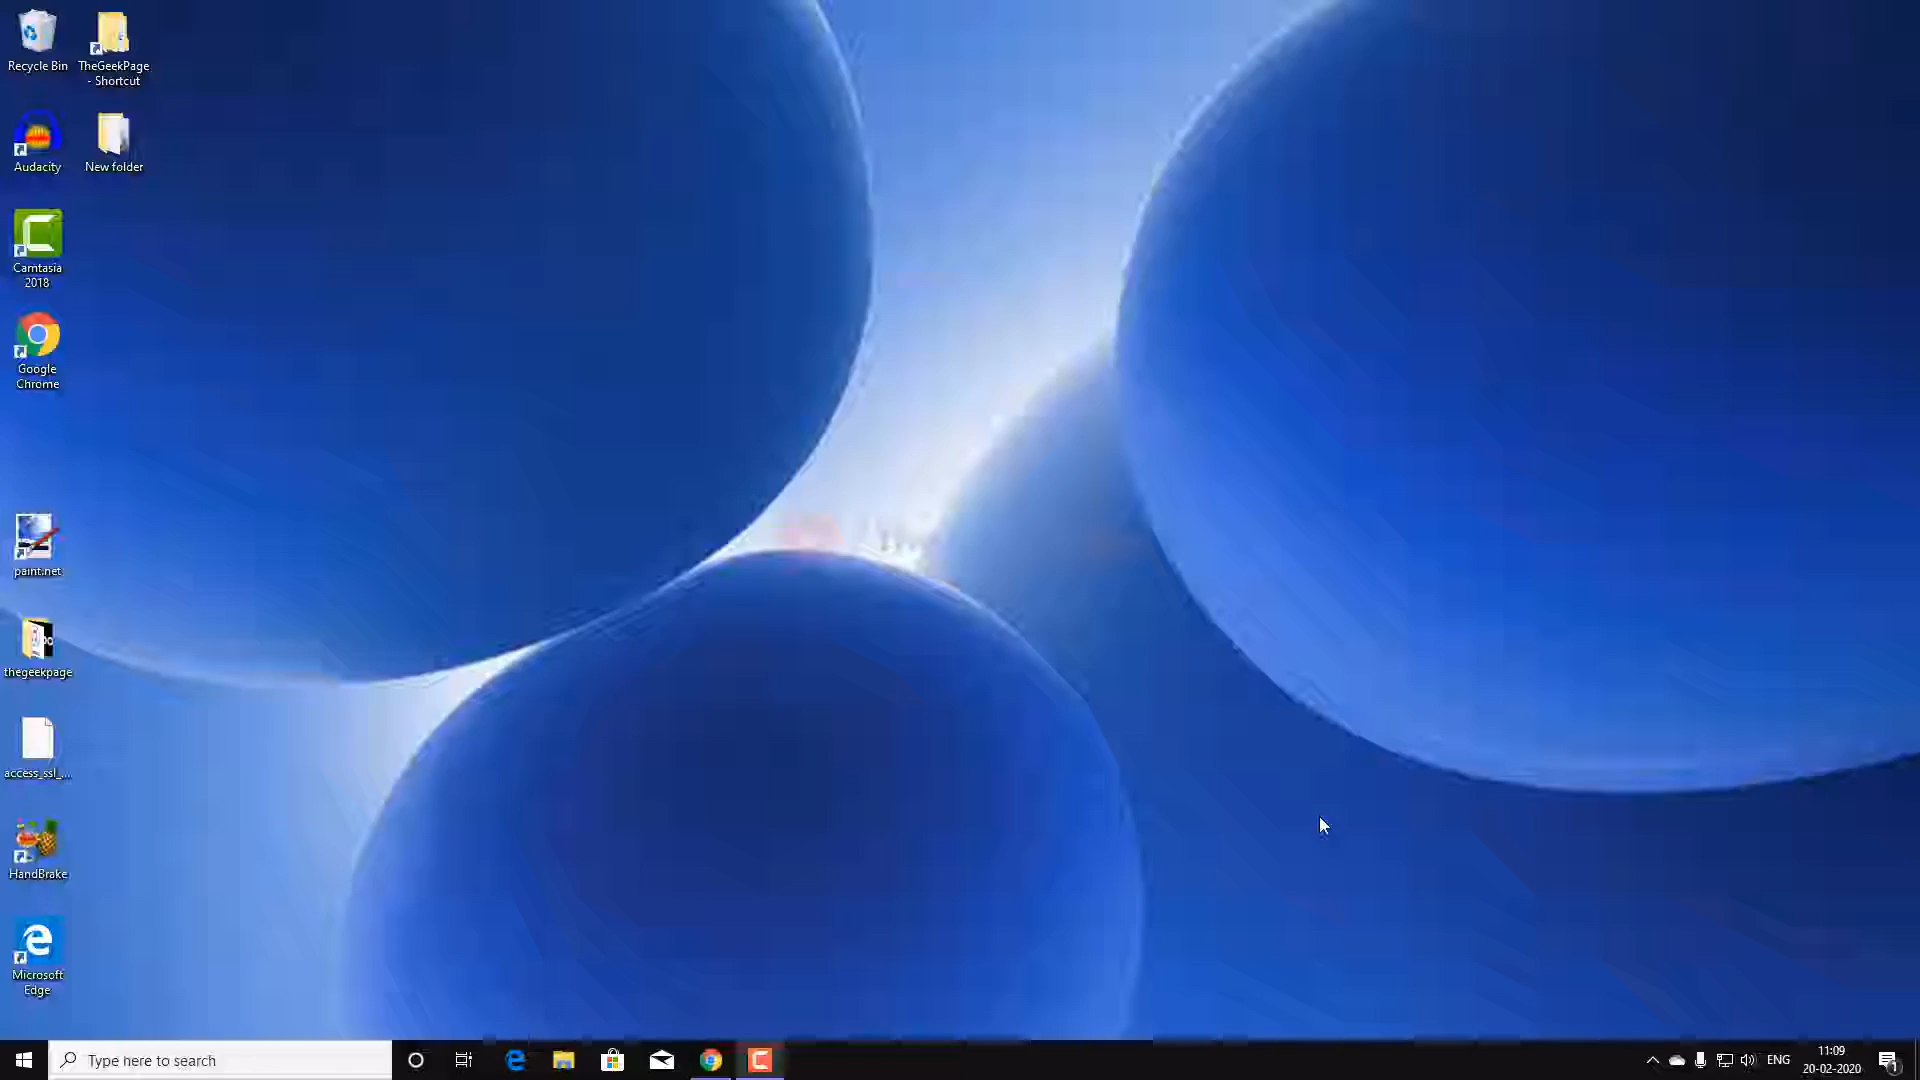 Recycle Bin
TheGeekPage
- Shortcut
Audacity
New folder
Camtasia
2018
Google
Chrome
paint.net
thegeekpage
access_ssl_...
HandBrake
Microsoft
Edge
Type here to search
ENG
11:09
20-02-2020
1